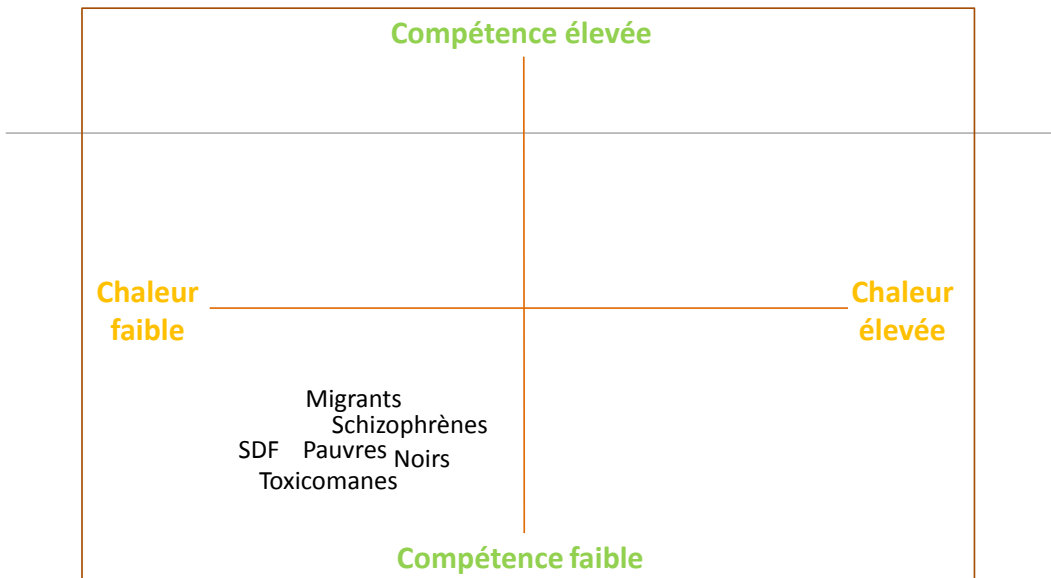 Compétence élevée
Chaleur
faible
Chaleur
élevée
Migrants
Schizophrènes
SDF Pauvres Noirs
Toxicomanes
Compétence faible